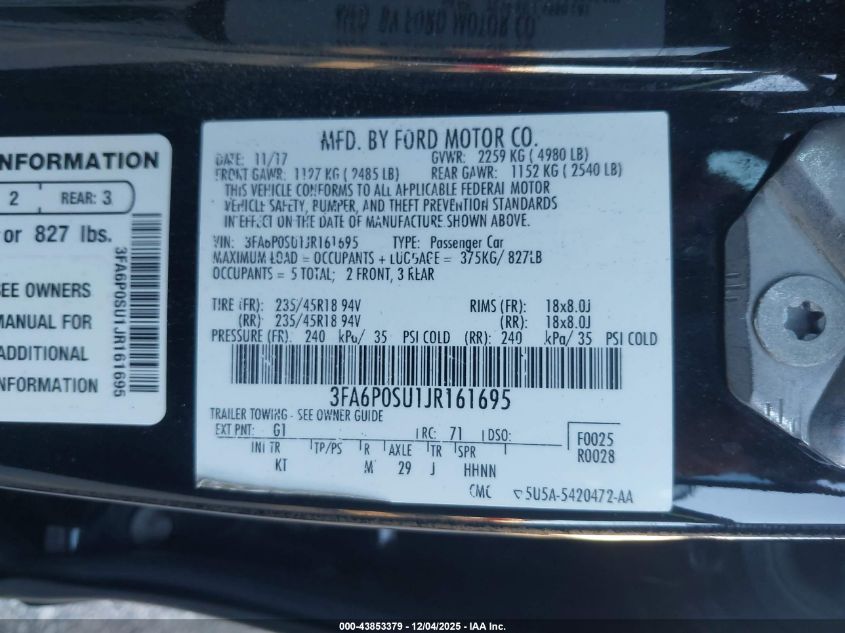 MFD. BY FORD MOTOR CO.
MFD. BY FORD MOTOR CO.
DATE: 11/17 GVWR: 2259 KG ( 4980 LB)
FRONT GAWR: 1127 KG ( 2485 LB) REAR GAWR: 1152 KG ( 2540 LB)
THIS VEHICLE CONFORMS TO ALL APPLICABLE FEDERAL MOTOR
VEHICLE SAFETY, BUMPER, AND THEFT PREVENTION STANDARDS
IN EFFECT ON THE DATE OF MANUFACTURE SHOWN ABOVE.
VIN: 3FA6P0SU1JR161695 TYPE: Passenger Car
MAXIMUM LOAD = OCCUPANTS + LUGGAGE = 375KG/ 827LB
OCCUPANTS = 5 TOTAL; 2 FRONT, 3 REAR
TIRE (FR): 235/45R18 94V RIMS (FR): 18x8.0J
(RR): 235/45R18 94V (RR): 18x8.0J
PRESSURE (FR): 240 kPa/ 35 PSI COLD (RR): 240 kPa/ 35 PSI COLD
3FA6P0SU1JR161695
TRAILER TOWING - SEE OWNER GUIDE
EXT PNT: G1 RC: 71 DSO:
F0025
R0028
INT TR TP/PS R AXLE TR SPR
KT M 29 J HHNN
CMC ▽5U5A-5420472-AA
INFORMATION
2 REAR: 3
or 827 lbs.
SEE OWNERS
MANUAL FOR
ADDITIONAL
INFORMATION
3FA6P0SU1JR161695
000-43853379 - 12/04/2025 - IAA Inc.